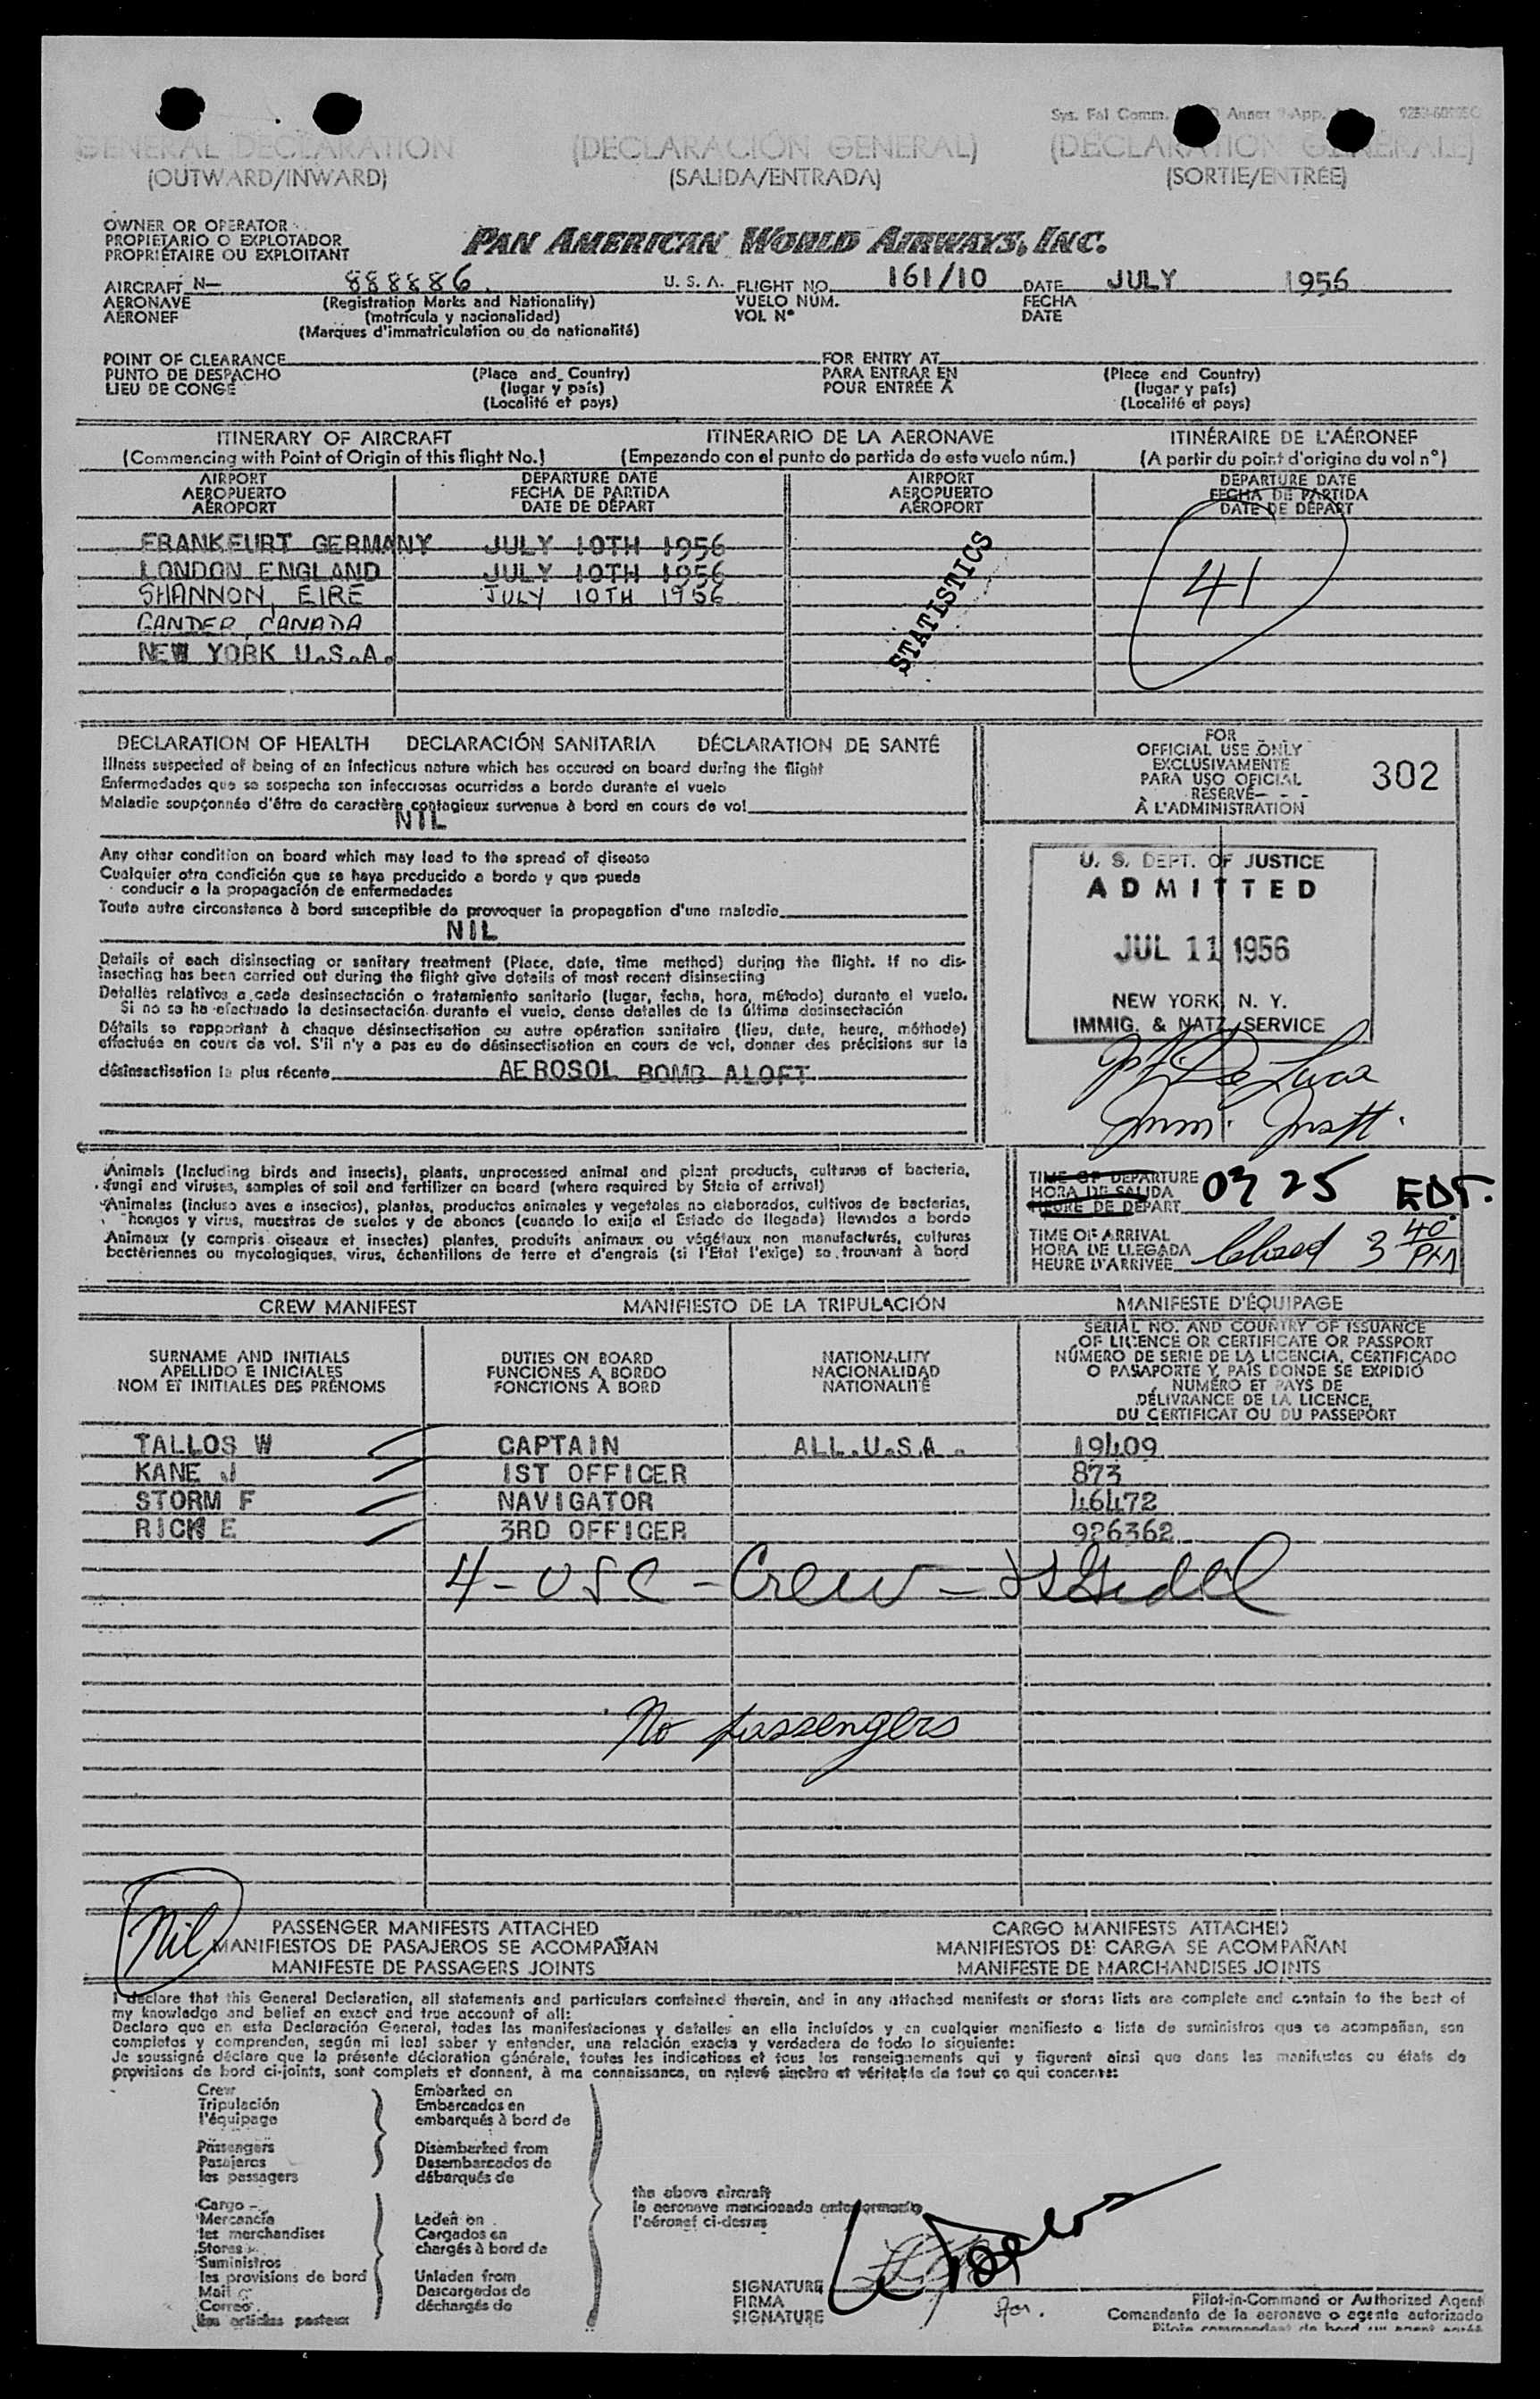 Sys. Fal Comm. Annex 9-App.
GENERAL DECLARATION (DECLARACIÓN GENERAL) (DÉCLARATION GÉNÉRALE)
(OUTWARD/INWARD) (SALIDA/ENTRADA) (SORTIE/ENTRÉE)
OWNER OR OPERATOR
PROPIETARIO O EXPLOTADOR
PROPRIÉTAIRE OU EXPLOITANT
PAN AMERICAN WORLD AIRWAYS, INC.
AIRCRAFT N— 888886 U. S. A. FLIGHT NO. 161/10 DATE JULY 1956
AERONAVE (Registration Marks and Nationality) VUELO NÚM. FECHA
AÉRONEF (matrícula y nacionalidad) VOL N° DATE
(Marques d'immatriculation ou de nationalité)
POINT OF CLEARANCE FOR ENTRY AT
PUNTO DE DESPACHO (Place and Country) PARA ENTRAR EN (Place and Country)
LIEU DE CONGÉ (lugar y país) POUR ENTRÉE À (lugar y país)
(Localité et pays) (Localité et pays)
ITINERARY OF AIRCRAFT ITINERARIO DE LA AERONAVE ITINÉRAIRE DE L'AÉRONEF
(Commencing with Point of Origin of this flight No.) (Empezando con el punto de partida de este vuelo núm.) (A partir du point d'origine du vol n°)
AIRPORT DEPARTURE DATE AIRPORT DEPARTURE DATE
AEROPUERTO FECHA DE PARTIDA AEROPUERTO FECHA DE PARTIDA
AÉROPORT DATE DE DÉPART AÉROPORT DATE DE DÉPART
FRANKFURT GERMANY JULY 10TH 1956
LONDON ENGLAND JULY 10TH 1956
SHANNON, EIRE JULY 10TH 1956
GANDER, CANADA
NEW YORK U.S.A.
STATISTICS
41
DECLARATION OF HEALTH DECLARACIÓN SANITARIA DÉCLARATION DE SANTÉ
Illness suspected of being of an infectious nature which has occured on board during the flight
Enfermedades que se sospecha son infecciosas ocurridas a bordo durante el vuelo
Maladie soupçonnée d'être de caractère contagieux survenue à bord en cours de vol
NIL
Any other condition on board which may lead to the spread of disease
Cualquier otra condición que se haya producido a bordo y que pueda
conducir a la propagación de enfermedades
Toute autre circonstance à bord susceptible de provoquer la propagation d'une maladie
NIL
Details of each disinsecting or sanitary treatment (Place, date, time method) during the flight. If no dis-
insecting has been carried out during the flight give details of most recent disinsecting
Detalles relativos a cada desinsectación o tratamiento sanitario (lugar, fecha, hora, método) durante el vuelo.
Si no se ha efectuado la desinsectación durante el vuelo, dense detalles de la última desinsectación
Détails se rapportant à chaque désinsectisation ou autre opération sanitaire (lieu, date, heure, méthode)
effectuée en cours de vol. S'il n'y a pas eu de désinsectisation en cours de vol, donner des précisions sur la
désinsectisation la plus récente AEROSOL BOMB ALOFT
FOR
OFFICIAL USE ONLY
EXCLUSIVAMENTE
PARA USO OFICIAL
RESERVÉ
À L'ADMINISTRATION
302
U. S. DEPT. OF JUSTICE
ADMITTED
JUL 11 1956
NEW YORK, N. Y.
IMMIG. & NATZ. SERVICE
De Luca
Imm. Inspt.
Animals (Including birds and insects), plants, unprocessed animal and plant products, cultures of bacteria,
fungi and viruses, samples of soil and fertilizer on board (where required by State of arrival)
Animales (incluso aves e insectos), plantas, productos animales y vegetales no elaborados, cultivos de bacterias,
hongos y virus, muestras de suelos y de abonos (cuando lo exija el Estado de llegada) llevados a bordo
Animaux (y compris oiseaux et insectes) plantes, produits animaux ou végétaux non manufacturés, cultures
bactériennes ou mycologiques, virus, échantillons de terre et d'engrais (si l'État l'exige) se trouvant à bord
TIME OF DEPARTURE
HORA DE SALIDA
HEURE DE DÉPART
0725 EDT.
TIME OF ARRIVAL
HORA DE LLEGADA
HEURE D'ARRIVÉE
Closed 3 40 PM
CREW MANIFEST MANIFIESTO DE LA TRIPULACIÓN MANIFESTE D'ÉQUIPAGE
SURNAME AND INITIALS
APELLIDO E INICIALES
NOM ET INITIALES DES PRÉNOMS
DUTIES ON BOARD
FUNCIONES A BORDO
FONCTIONS À BORD
NATIONALITY
NACIONALIDAD
NATIONALITÉ
SERIAL NO. AND COUNTRY OF ISSUANCE
OF LICENCE OR CERTIFICATE OR PASSPORT
NÚMERO DE SERIE DE LA LICENCIA, CERTIFICADO
O PASAPORTE Y PAÍS DONDE SE EXPIDIÓ
NUMÉRO ET PAYS DE
DÉLIVRANCE DE LA LICENCE,
DU CERTIFICAT OU DU PASSEPORT
TALLOS W CAPTAIN ALL U.S.A. 19409
KANE J 1ST OFFICER 873
STORM F NAVIGATOR 46472
RICH E 3RD OFFICER 926362
4 - USC - Crew -
No passengers
Nil
PASSENGER MANIFESTS ATTACHED CARGO MANIFESTS ATTACHED
MANIFIESTOS DE PASAJEROS SE ACOMPAÑAN MANIFIESTOS DE CARGA SE ACOMPAÑAN
MANIFESTE DE PASSAGERS JOINTS MANIFESTE DE MARCHANDISES JOINTS
I declare that this General Declaration, all statements and particulars contained therein, and in any attached manifests or stores lists are complete and contain to the best of
my knowledge and belief an exact and true account of all:
Declaro que en esta Declaración General, todas las manifestaciones y detalles en ella incluídos y en cualquier manifiesto o lista de suministros que se acompañan, son
completos y comprenden, según mi leal saber y entender, una relación exacta y verdadera de todo lo siguiente:
Je soussigné déclare que la présente déclaration générale, toutes les indications et tous les renseignements qui y figurent ainsi que dans les manifestes ou états de
provisions de bord ci-joints, sont complets et donnent, à ma connaissance, un relevé sincère et véritable de tout ce qui concerne:
Crew Embarked on
Tripulación Embarcados en
l'équipage embarqués à bord de
Passengers Disembarked from
Pasajeros Desembarcados de
les passagers débarqués de
the above aircraft
la aeronave mencionada anteriormente
l'aéronef ci-dessus
Cargo
Mercancía Laden on
les merchandises Cargados en
Stores chargés à bord de
Suministros
les provisions de bord Unladen from
Mail Descargados de
Correo déchargés de
les articles postaux
SIGNATURE
FIRMA
SIGNATURE
for.
Pilot-in-Command or Authorized Agent
Comandante de la aeronave o agente autorizado
Pilote commandant de bord ou agent agréé